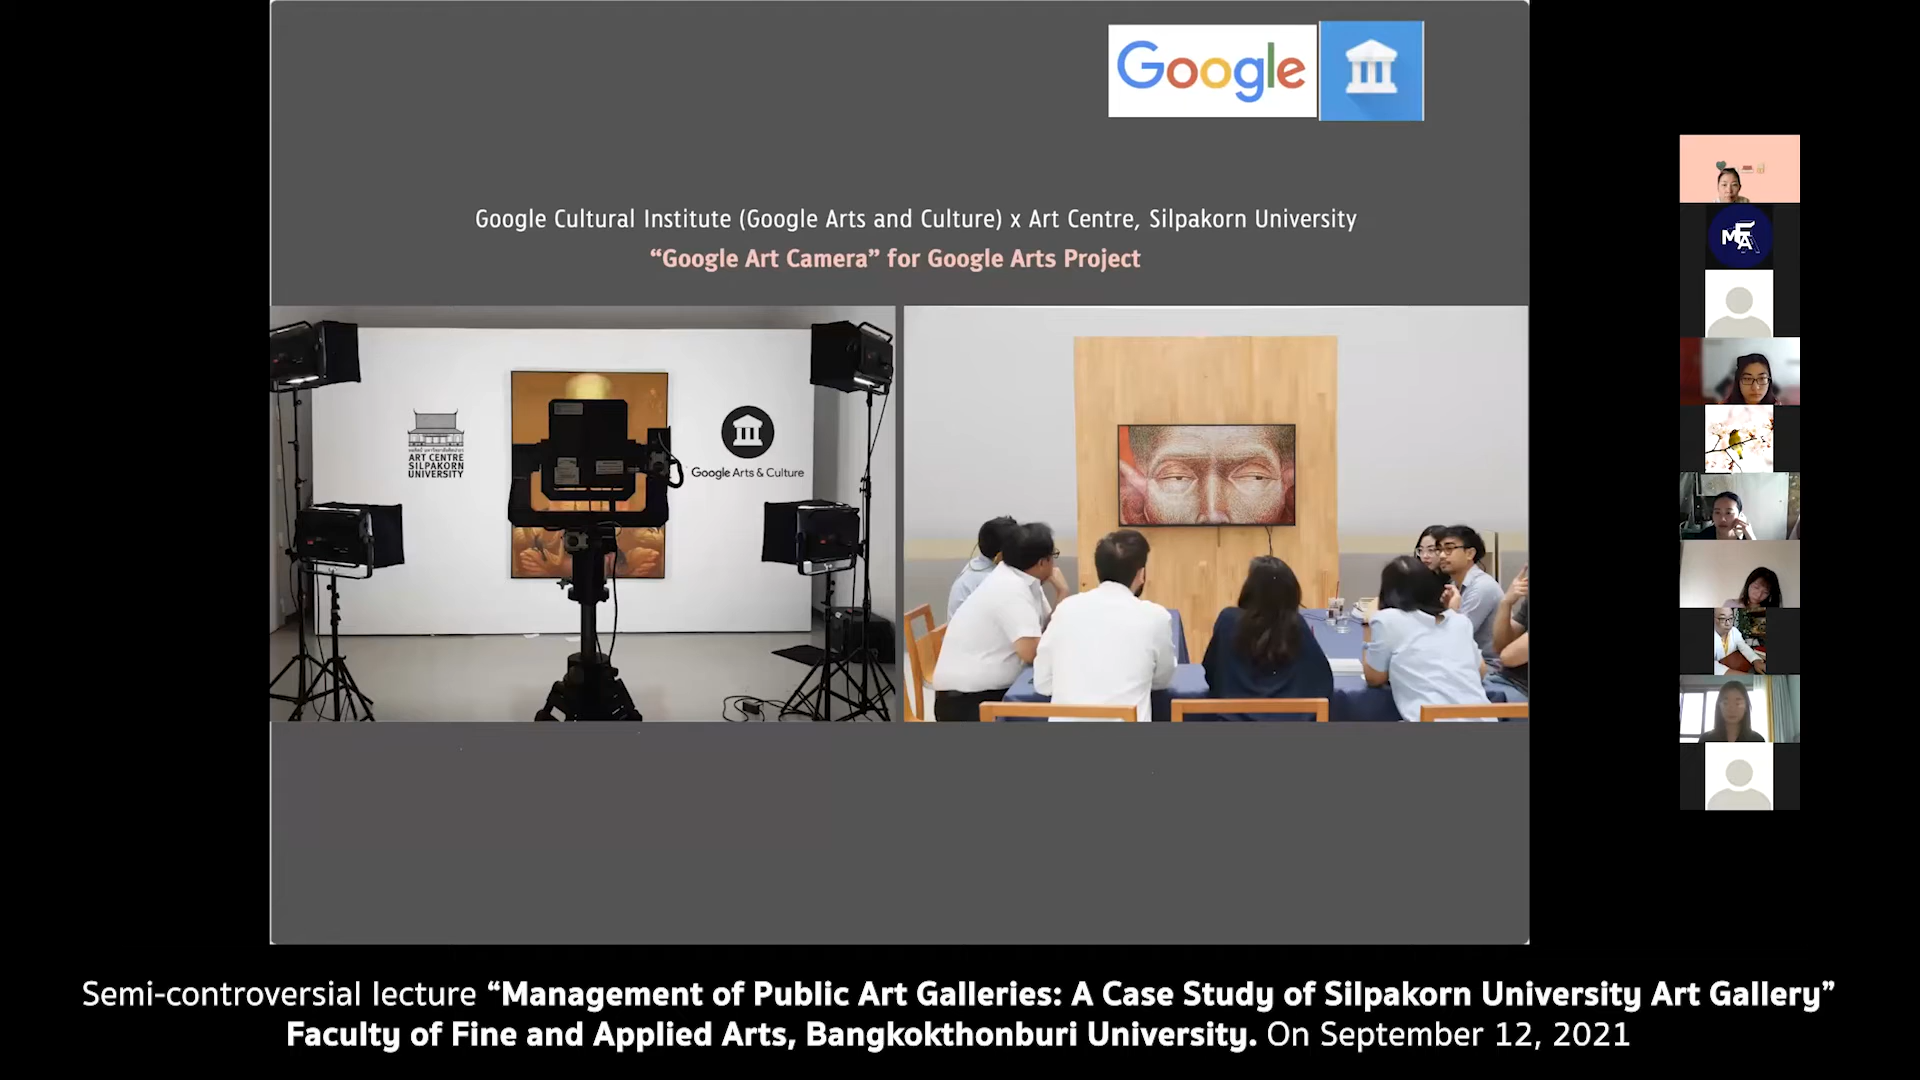 Google
Google Cultural Institute (Google Arts and Culture) x Art Centre, Silpakorn University
“Google Art Camera” for Google Arts Project
ART CENTRE
SILPAKORN
UNIVERSITY
Google Arts & Culture
MFA
Semi-controversial lecture “Management of Public Art Galleries: A Case Study of Silpakorn University Art Gallery”
Faculty of Fine and Applied Arts, Bangkokthonburi University. On September 12, 2021